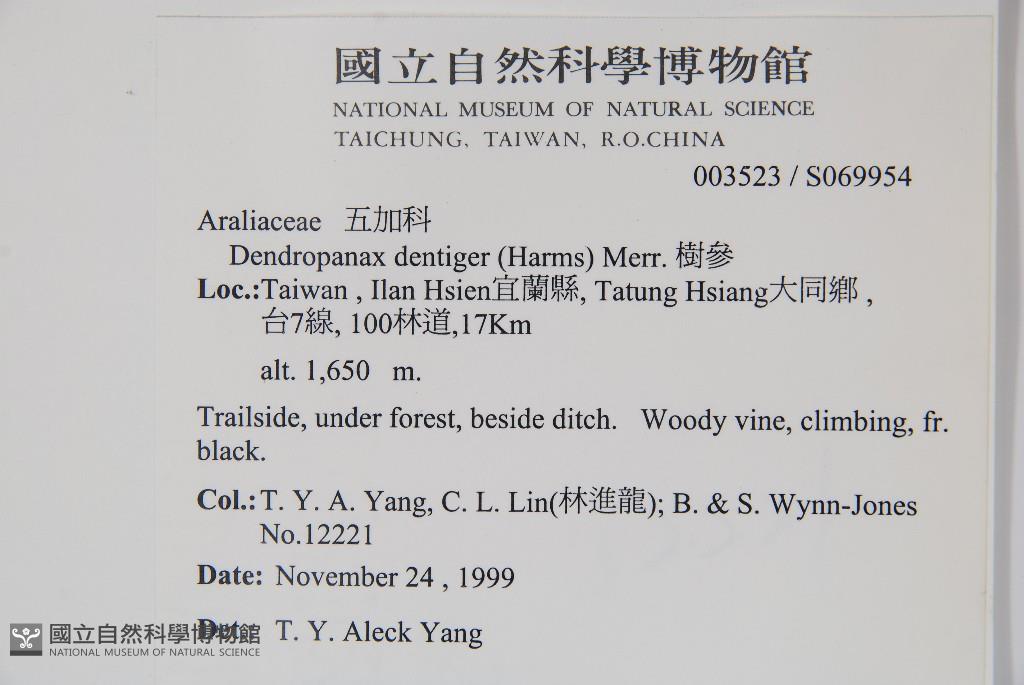 國立自然科學博物館
NATIONAL MUSEUM OF NATURAL SCIENCE
TAICHUNG, TAIWAN, R.O.CHINA
003523 / S069954
Araliaceae 五加科
Dendropanax dentiger (Harms) Merr. 樹參
Loc.:Taiwan , Ilan Hsien宜蘭縣, Tatung Hsiang大同鄉 ,
台7線, 100林道,17Km
alt. 1,650 m.
Trailside, under forest, beside ditch. Woody vine, climbing, fr.
black.
Col.:T. Y. A. Yang, C. L. Lin(林進龍); B. & S. Wynn-Jones
No.12221
Date: November 24 , 1999
T. Y. Aleck Yang
國立自然科學博物館
NATIONAL MUSEUM OF NATURAL SCIENCE